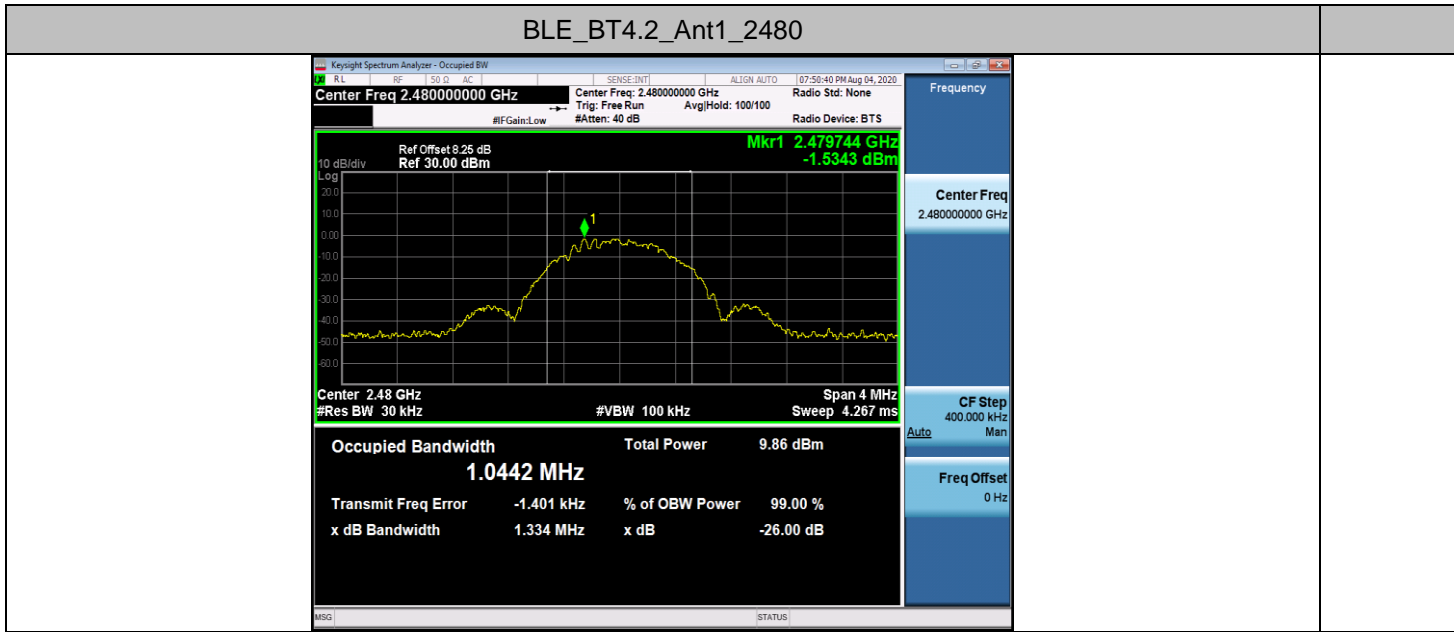 BLE_BT4.2_Ant1_2480
Keysight Spectrum Analyzer - Occupied BW
LXI RL RF 50 Ω AC SENSE:INT ALIGN AUTO 07:50:40 PM Aug 04, 2020
Center Freq 2.480000000 GHz
Center Freq: 2.480000000 GHz Radio Std: None
Trig: Free Run Avg|Hold: 100/100
#IFGain:Low #Atten: 40 dB Radio Device: BTS
Mkr1 2.479744 GHz
-1.5343 dBm
Ref Offset 8.25 dB
10 dB/div Ref 30.00 dBm
Log
20.0
10.0
1
0.00
-10.0
-20.0
-30.0
-40.0
-50.0
-60.0
Center 2.48 GHz Span 4 MHz
#Res BW 30 kHz #VBW 100 kHz Sweep 4.267 ms
Occupied Bandwidth Total Power 9.86 dBm
1.0442 MHz
Transmit Freq Error -1.401 kHz % of OBW Power 99.00 %
x dB Bandwidth 1.334 MHz x dB -26.00 dB
MSG STATUS
Frequency
Center Freq
2.480000000 GHz
CF Step
400.000 kHz
Auto Man
Freq Offset
0 Hz